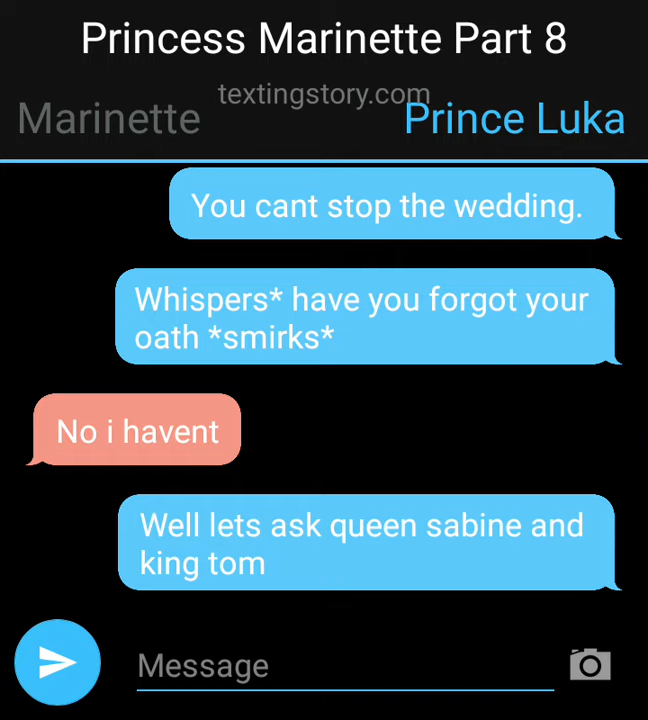 Princess Marinette Part 8
textingstory.com
Marinette
Prince Luka
You cant stop the wedding.
Whispers* have you forgot your
oath *smirks*
No i havent
Well lets ask queen sabine and
king tom
Message